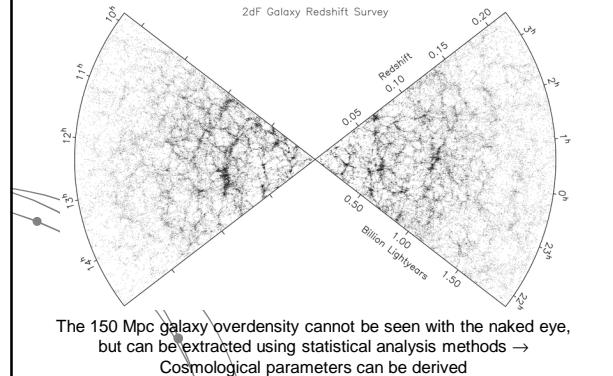 2dF Galaxy Redshift Survey
10ʰ
11ʰ
12ʰ
13ʰ
14ʰ
Redshift
0.05
0.10
0.15
0.20
3ʰ
2ʰ
1ʰ
0ʰ
23ʰ
22ʰ
0.50
1.00
1.50
Billion Lightyears
The 150 Mpc galaxy overdensity cannot be seen with the naked eye,
but can be extracted using statistical analysis methods →
Cosmological parameters can be derived